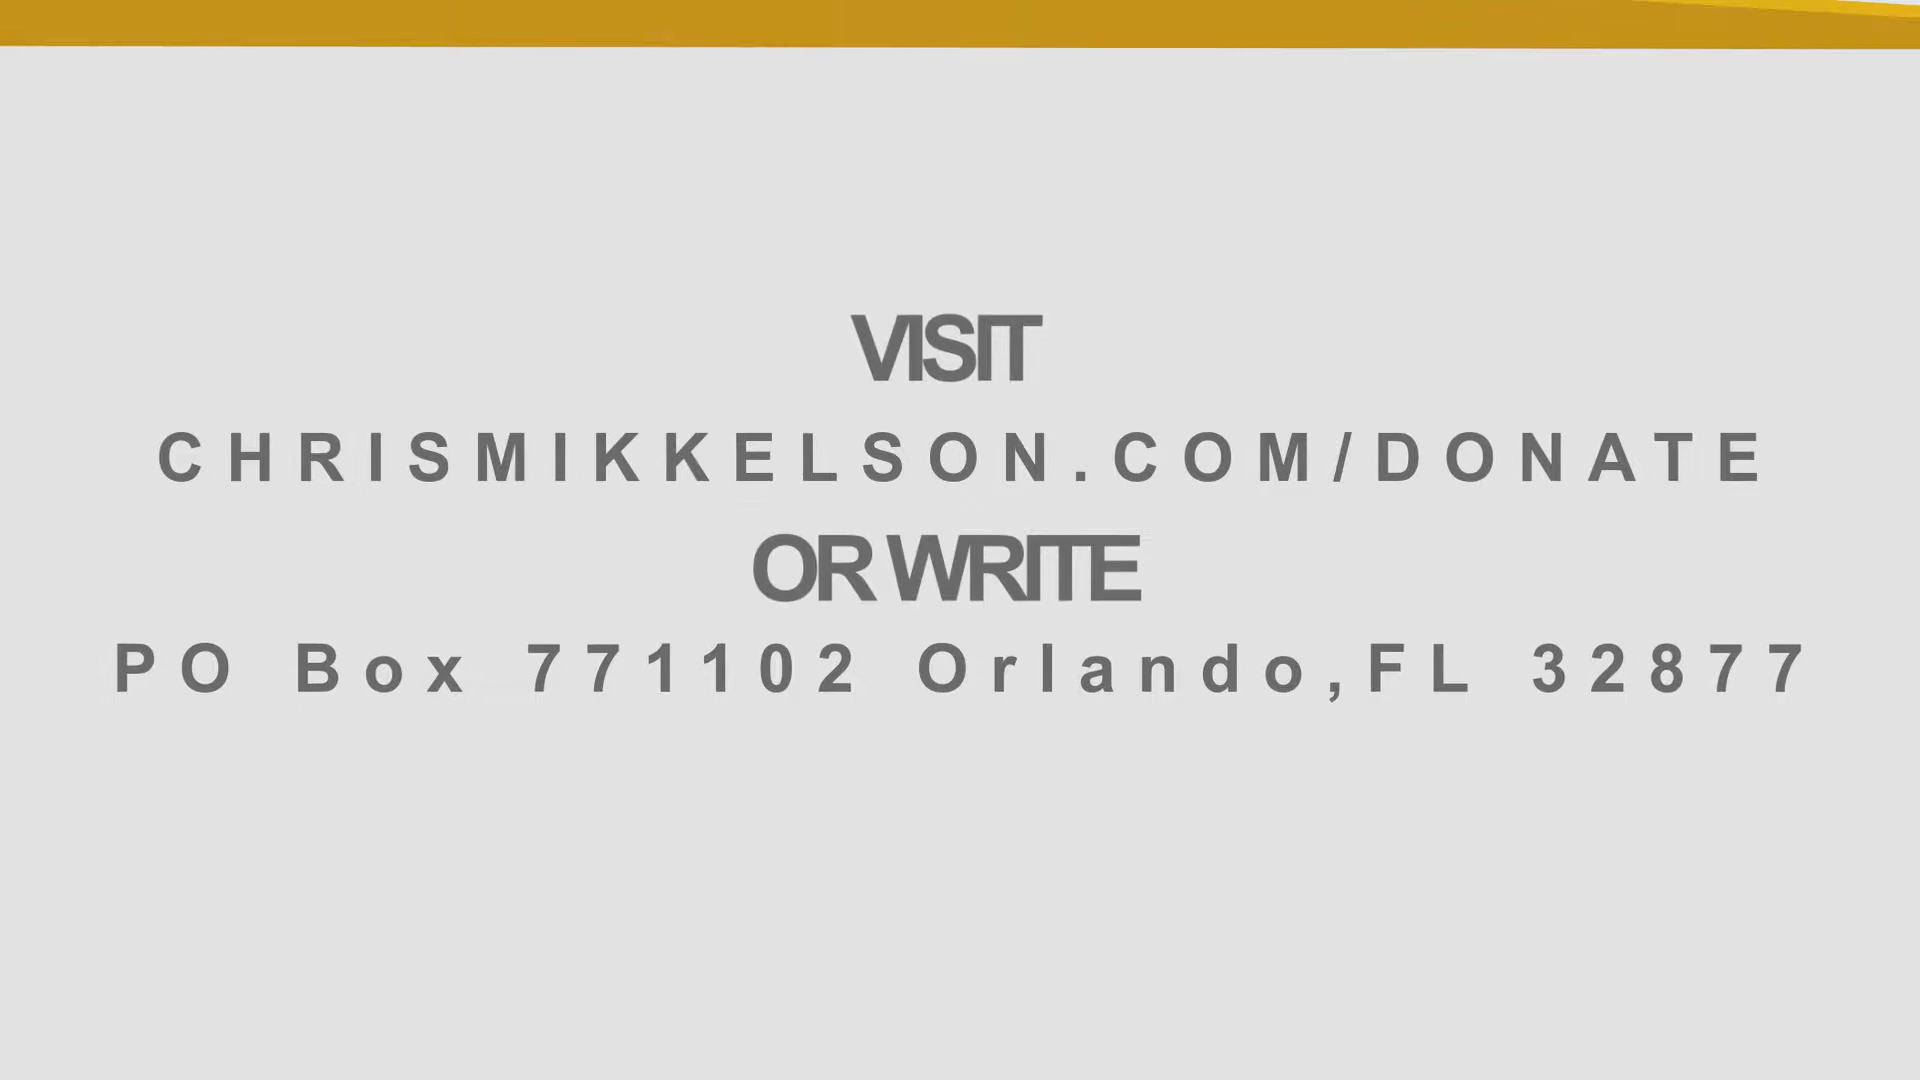 VISIT
CHRISMIKKELSON.COM/DONATE
OR WRITE
PO Box 771102 Orlando,FL 32877